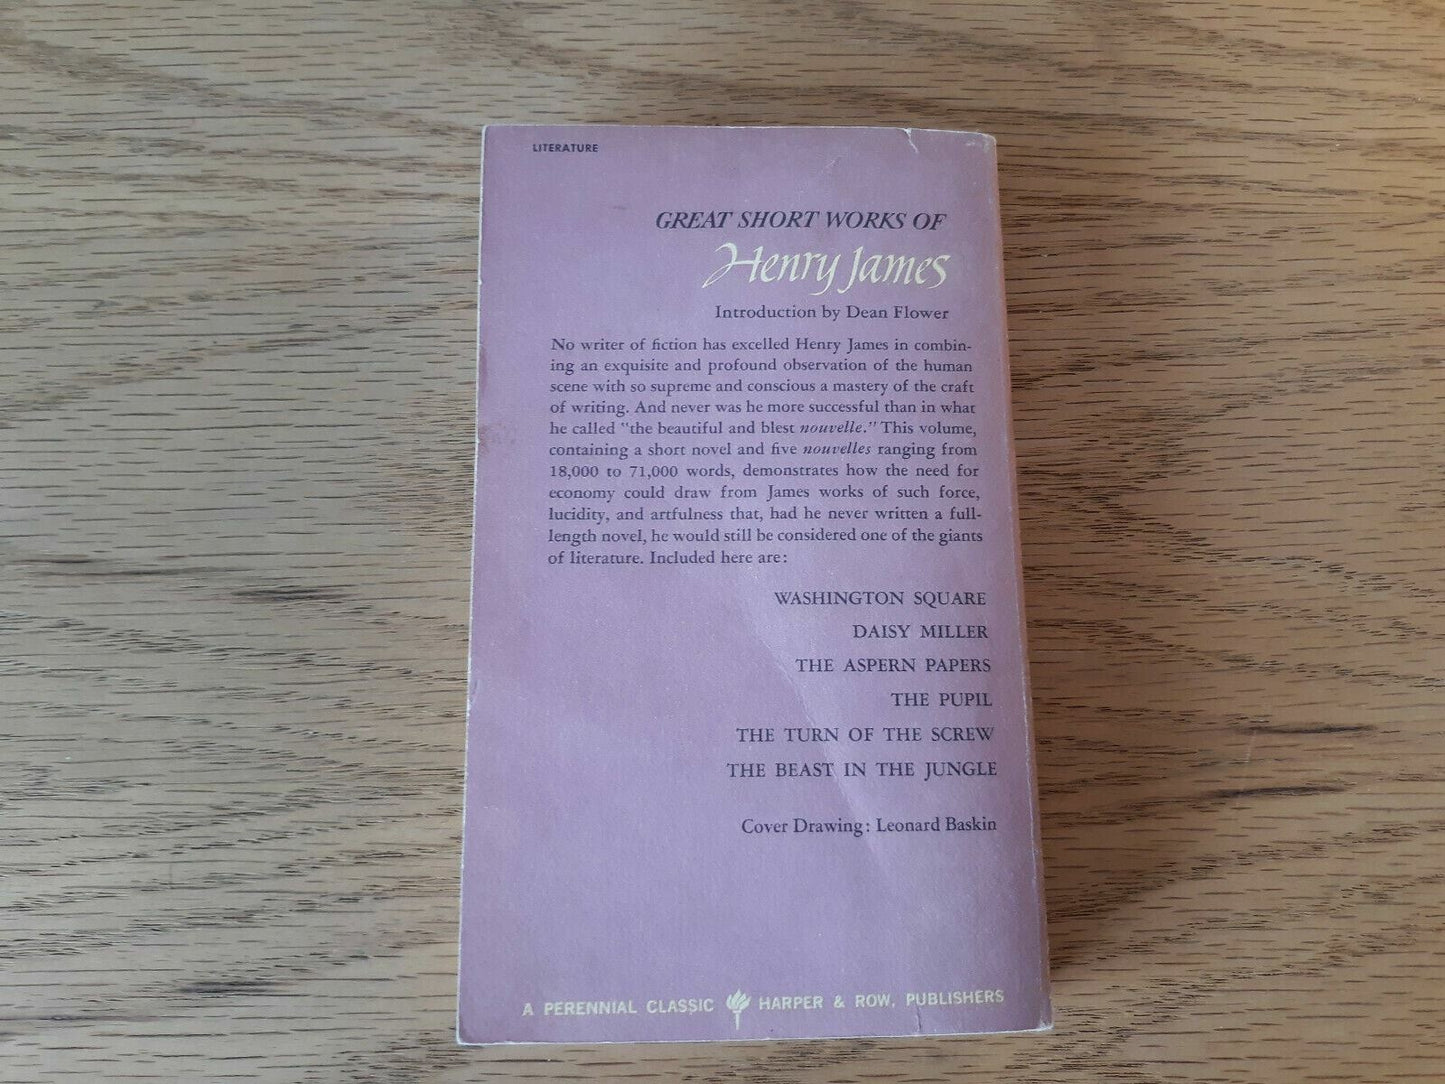 LITERATURE
GREAT SHORT WORKS OF
Henry James
Introduction by Dean Flower
No writer of fiction has excelled Henry James in combin-
ing an exquisite and profound observation of the human
scene with so supreme and conscious a mastery of the craft
of writing. And never was he more successful than in what
he called "the beautiful and blest nouvelle." This volume,
containing a short novel and five nouvelles ranging from
18,000 to 71,000 words, demonstrates how the need for
economy could draw from James works of such force,
lucidity, and artfulness that, had he never written a full-
length novel, he would still be considered one of the giants
of literature. Included here are:
WASHINGTON SQUARE
DAISY MILLER
THE ASPERN PAPERS
THE PUPIL
THE TURN OF THE SCREW
THE BEAST IN THE JUNGLE
Cover Drawing: Leonard Baskin
A PERENNIAL CLASSIC HARPER & ROW, PUBLISHERS